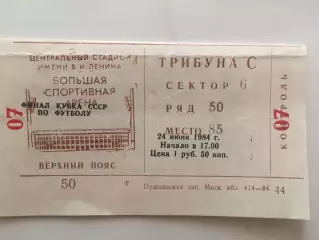 ЦЕНТРАЛЬНЫЙ СТАДИОН
ИМЕНИ В. И. ЛЕНИНА
БОЛЬШАЯ
СПОРТИВНАЯ
АРЕНА
ФИНАЛ КУБКА СССР
ПО ФУТБОЛУ
07
ВЕРХНИЙ ПОЯС
50
Т
ТРИБУНА С
СЕКТОР 6
РЯД 50
МЕСТО 85
24 июня 1984 г.
Начало в 17.00
Цена 1 руб. 50 коп.
Пушкинская тип. Моск. обл. 414—84
44
КОНТРОЛЬ
07